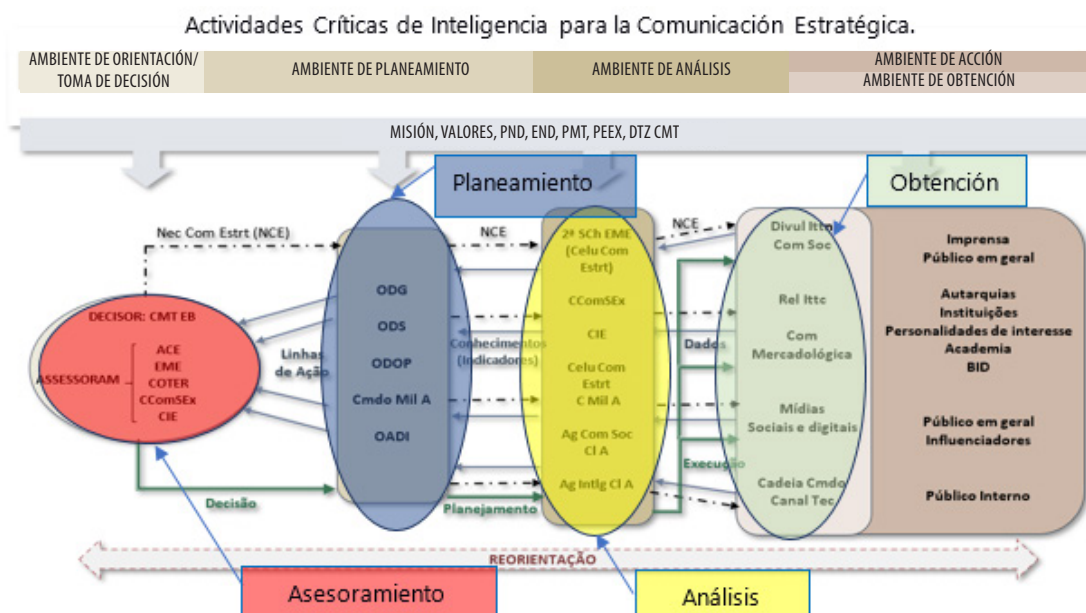 Actividades Críticas de Inteligencia para la Comunicación Estratégica.
AMBIENTE DE ORIENTACIÓN/
TOMA DE DECISIÓN
AMBIENTE DE PLANEAMIENTO
AMBIENTE DE ANÁLISIS
AMBIENTE DE ACCIÓN
AMBIENTE DE OBTENCIÓN
MISIÓN, VALORES, PND, END, PMT, PEEX, DTZ CMT
Planeamiento
Obtención
Nec Com Estrt (NCE)
NCE
NCE
DECISOR: CMT EB
ASSESSORAM
ACE
EME
COTER
CComSEx
CIE
Linhas
de Ação
Decisão
ODG
ODS
ODOP
Cmdo Mil A
OADI
Conhecimentos
(Indicadores)
Planejamento
2ª SCh EME
(Celu Com
Estrt)
CComSEx
CIE
Celu Com
Estrt
C Mil A
Ag Com Soc
Cl A
Ag Intlg Cl A
Dados
Execução
Divul Ittc
Com Soc
Rel Ittc
Com
Mercadológica
Mídias
Sociais e digitais
Cadeia Cmdo
Canal Tec
Imprensa
Público em geral
Autarquias
Instituições
Personalidades de interesse
Academia
BID
Público em geral
Influenciadores
Público Interno
REORIENTAÇÃO
Asesoramiento
Análisis